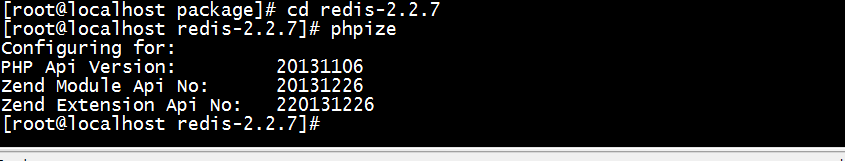 [root@localhost package]# cd redis-2.2.7
[root@localhost redis-2.2.7]# phpize
Configuring for:
PHP Api Version:         20131106
Zend Module Api No:      20131226
Zend Extension Api No:   220131226
[root@localhost redis-2.2.7]#